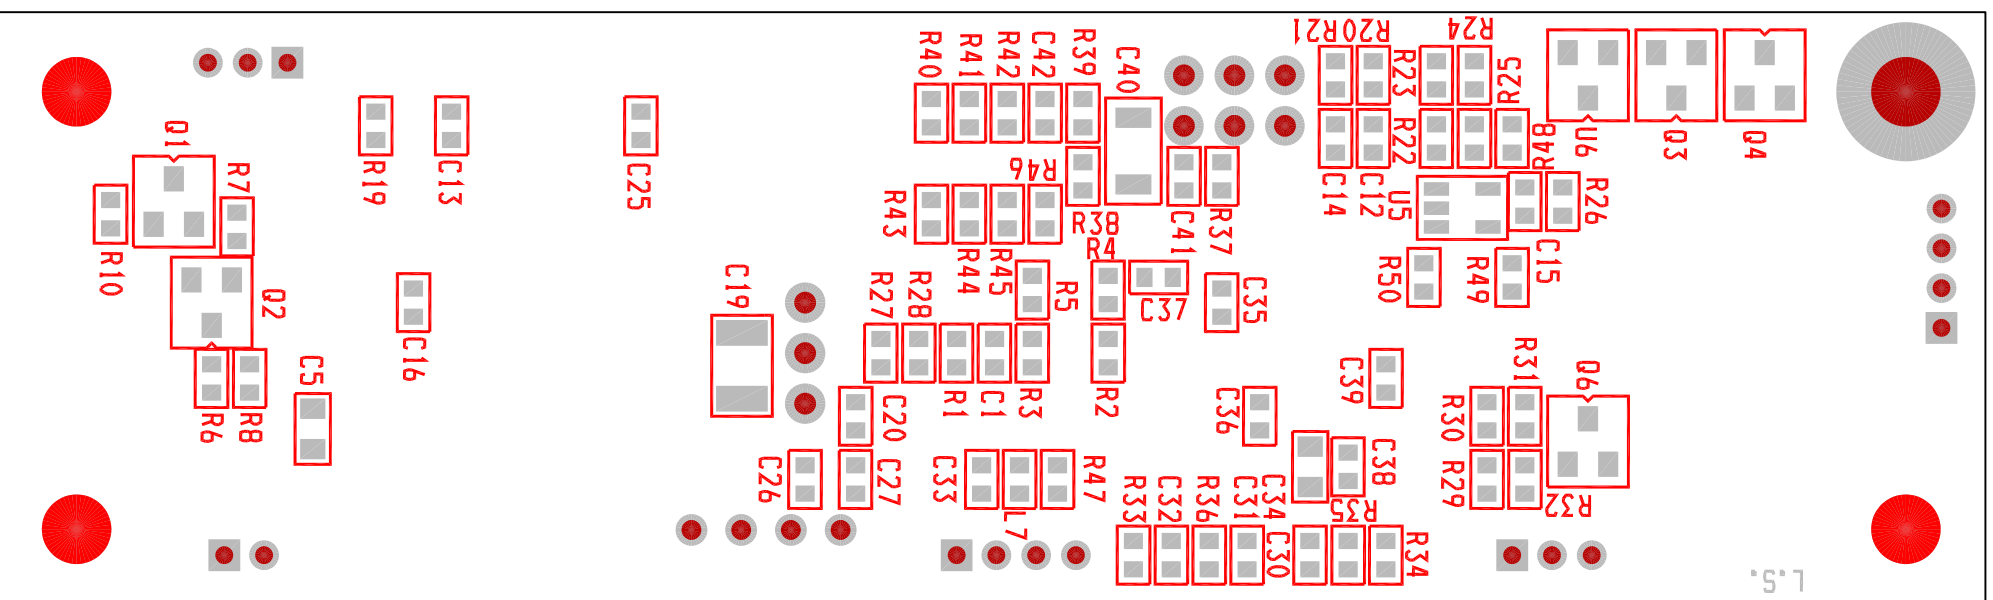 R21 R20 R24
R40 R41 R42 C42 R39 C40 R23 R25
Q1 R22 R48 U6 Q3 Q4
R7 R19 C13 C25 R46
R10 R43 R38 C41 R37 C14 C12 U5 R26
R4
Q2 C19 R27 R28 R44 R45 R5 C37 C35 R50 R49 C15
C16 C5 C39 R31 Q6
R6 R8 C20 R1 C1 R3 R2 C36 R30
C26 C27 C33 R47 C38 R29
L7 R33 C32 R36 C31 C34 R35 R32
C30 R34
L.S.